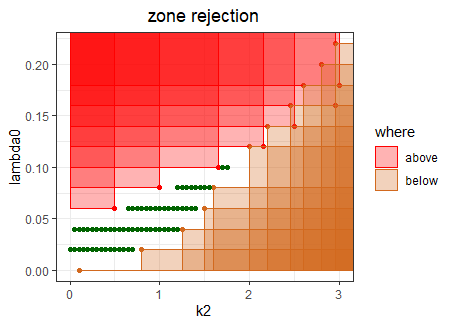 zone rejection
lambda0
0.20
0.15
0.10
0.05
0.00
0
1
2
3
k2
where
above
below